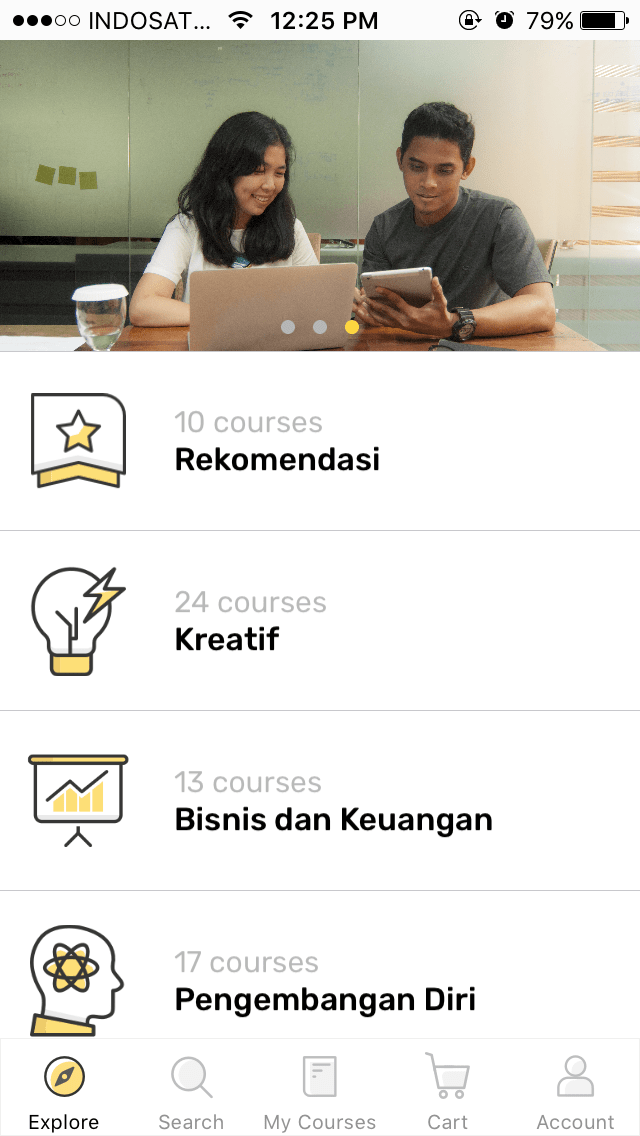 INDOSAT... 12:25 PM 79%
10 courses
Rekomendasi
24 courses
Kreatif
13 courses
Bisnis dan Keuangan
17 courses
Pengembangan Diri
Explore Search My Courses Cart Account